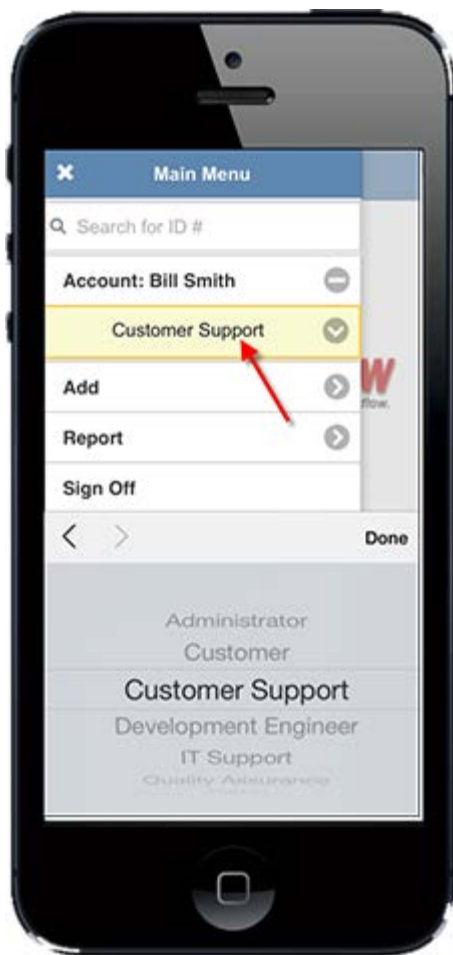 Main Menu
Search for ID #
Account: Bill Smith
Customer Support
Add
W
flow.
Report
Sign Off
Done
Administrator
Customer
Customer Support
Development Engineer
IT Support
Quality Assurance